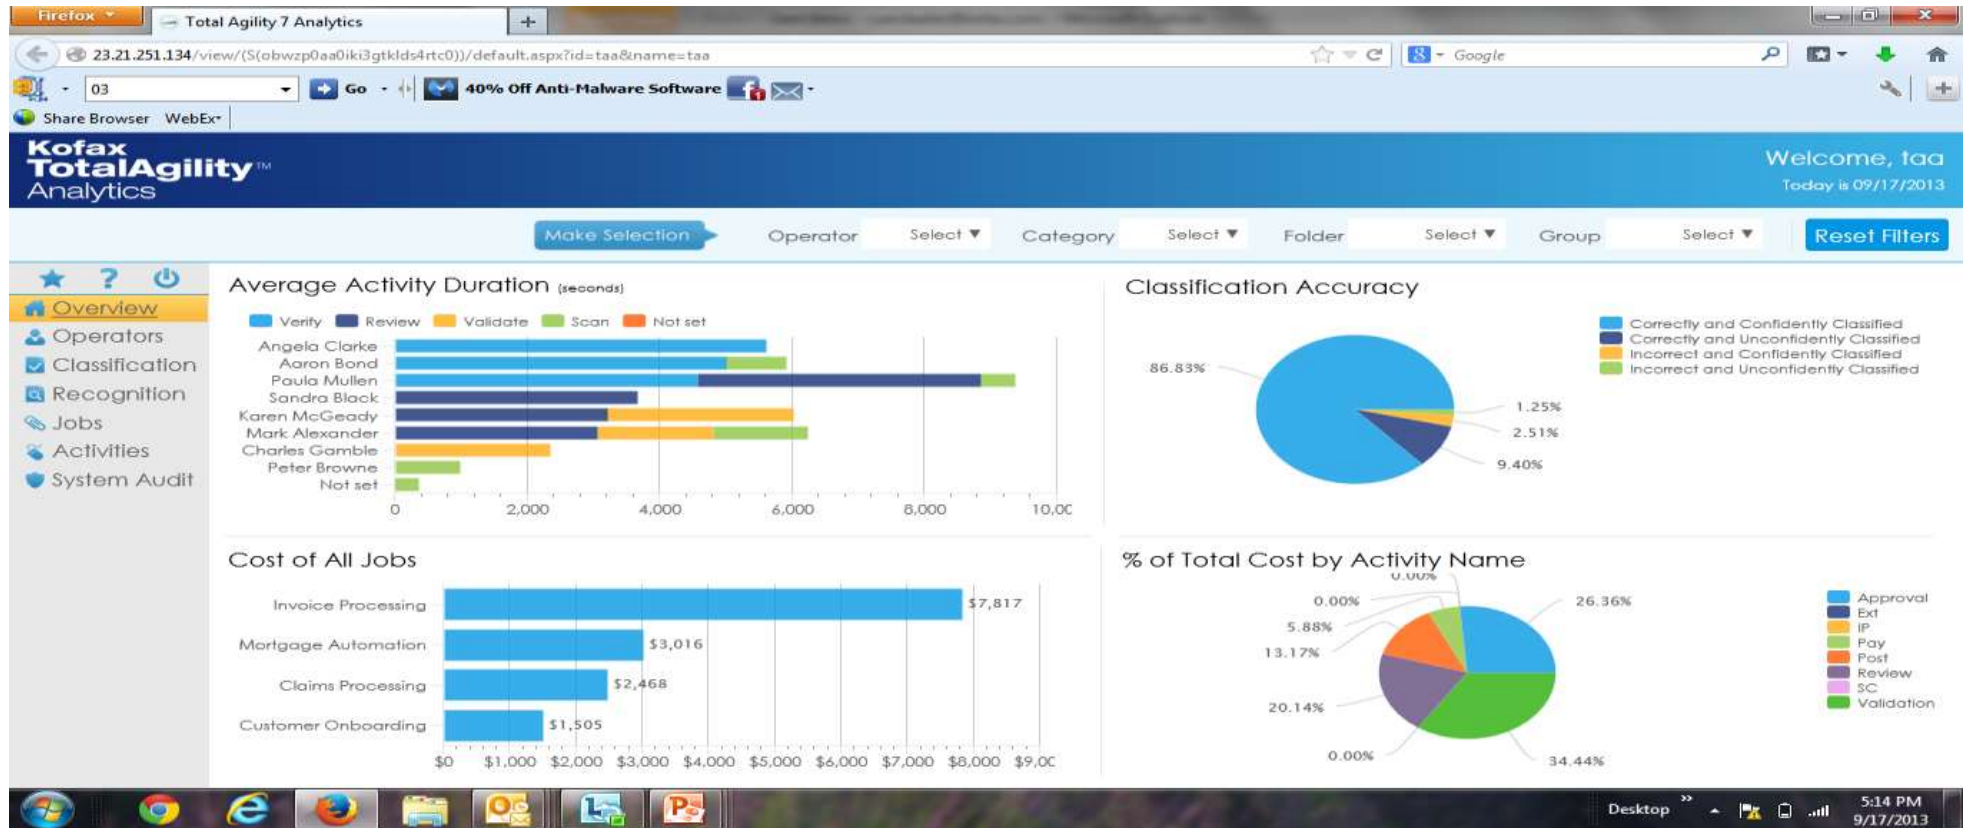 Firefox
Total Agility 7 Analytics
23.21.251.134/view/(S(obwzp0aa0iki3gtklds4rtc0))/default.aspx?id=taa&name=taa
Google
03
Go
40% Off Anti-Malware Software
Share Browser WebEx
Kofax
TotalAgility™
Analytics
Welcome, taa
Today is 09/17/2013
Make Selection
Operator Select ▼
Category Select ▼
Folder Select ▼
Group Select ▼
Reset Filters
Overview
Operators
Classification
Recognition
Jobs
Activities
System Audit
Average Activity Duration (seconds)
Verify Review Validate Scan Not set
Angela Clarke
Aaron Bond
Paula Mullen
Sandra Black
Karen McGeady
Mark Alexander
Charles Gamble
Peter Browne
Not set
0 2,000 4,000 6,000 8,000 10,00
Classification Accuracy
86.83%
1.25%
2.51%
9.40%
Correctly and Confidently Classified
Correctly and Unconfidently Classified
Incorrect and Confidently Classified
Incorrect and Unconfidently Classified
Cost of All Jobs
Invoice Processing $7,817
Mortgage Automation $3,016
Claims Processing $2,468
Customer Onboarding $1,505
$0 $1,000 $2,000 $3,000 $4,000 $5,000 $6,000 $7,000 $8,000 $9,00
% of Total Cost by Activity Name
0.00%
0.00%
5.88%
13.17%
20.14%
0.00%
26.36%
34.44%
Approval
Ext
IP
Pay
Post
Review
SC
Validation
Desktop
5:14 PM
9/17/2013